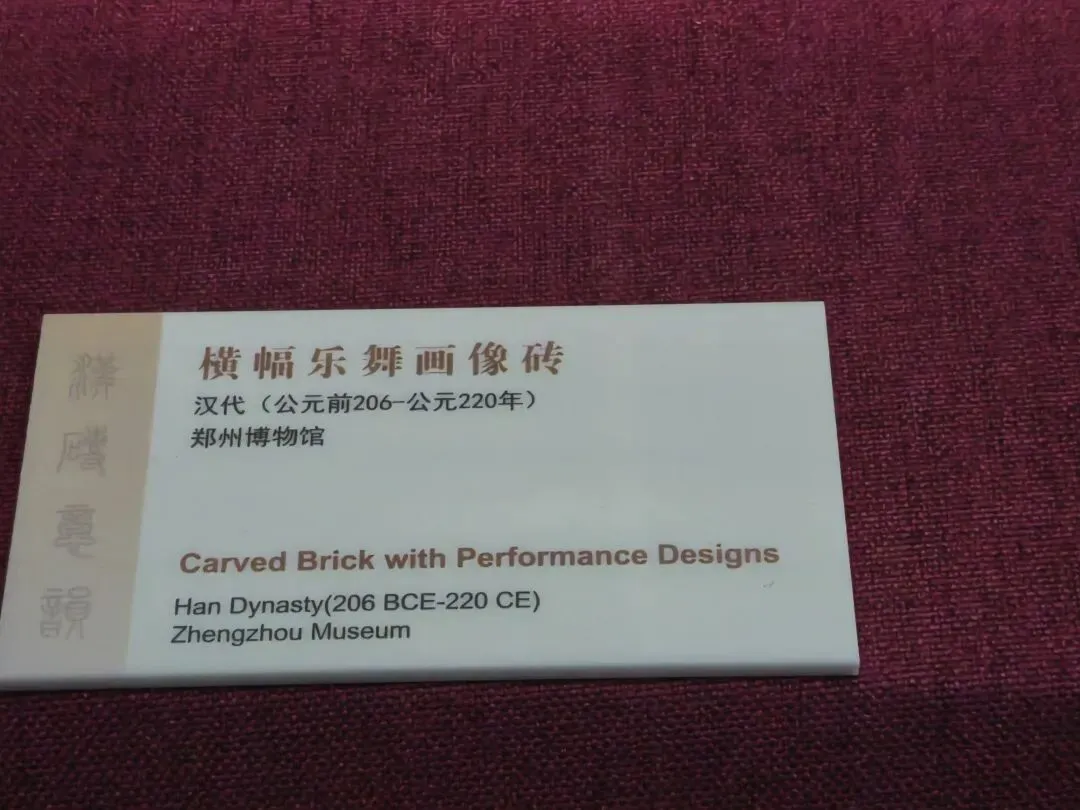 横幅乐舞画像砖
汉代（公元前206-公元220年）
郑州博物馆
Carved Brick with Performance Designs
Han Dynasty(206 BCE-220 CE)
Zhengzhou Museum